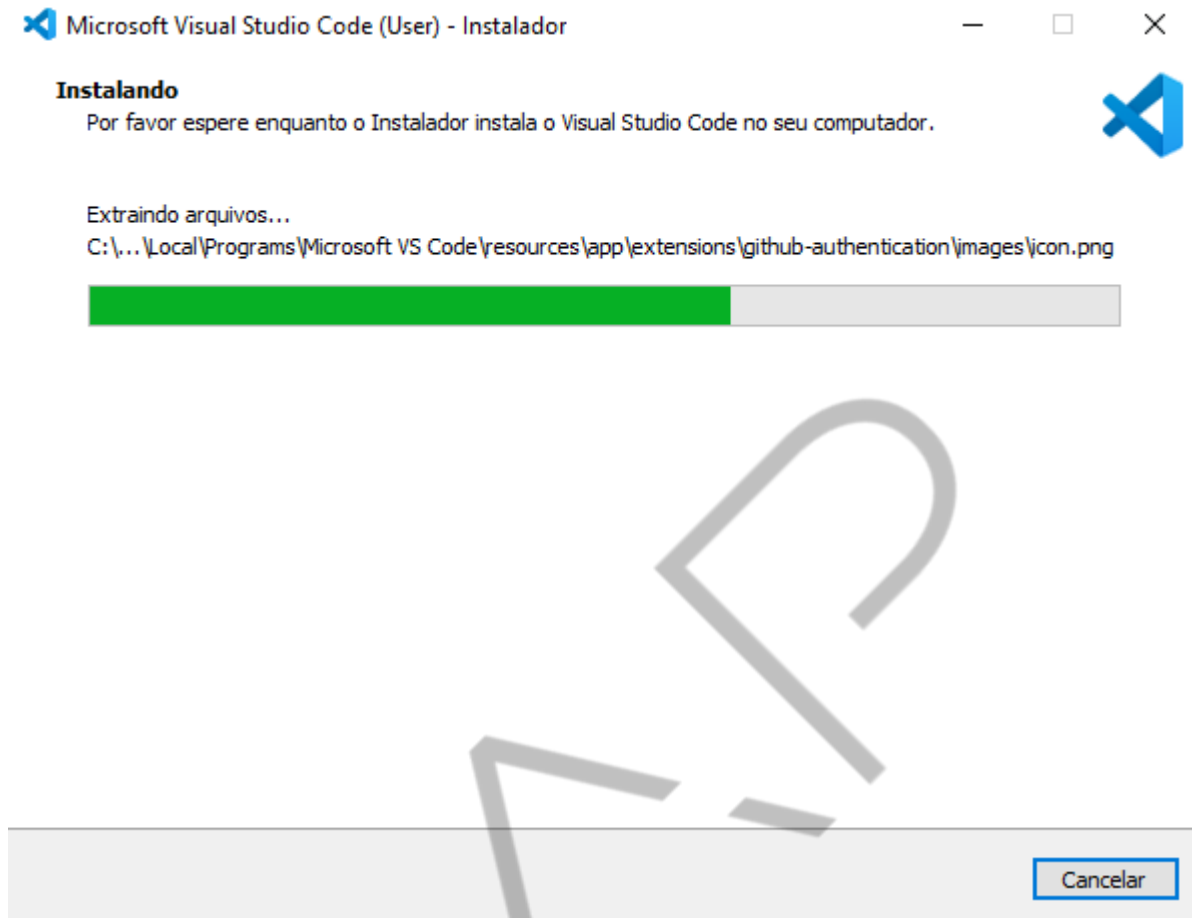 Microsoft Visual Studio Code (User) - Instalador
Instalando
Por favor espere enquanto o Instalador instala o Visual Studio Code no seu computador.
Extraindo arquivos...
C:\...\Local\Programs\Microsoft VS Code\resources\app\extensions\github-authentication\images\icon.png
Cancelar